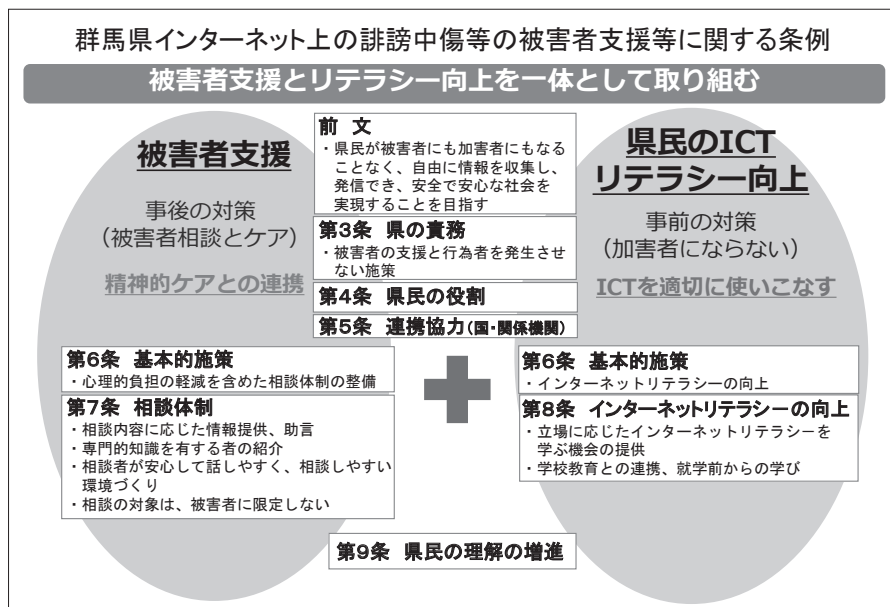 群馬県インターネット上の誹謗中傷等の被害者支援等に関する条例
被害者支援とリテラシー向上を一体として取り組む
被害者支援
事後の対策
（被害者相談とケア）
精神的ケアとの連携
前 文
・県民が被害者にも加害者にもなる
ことなく、自由に情報を収集し、
発信でき、安全で安心な社会を
実現することを目指す
第3条 県の責務
・被害者の支援と行為者を発生させ
ない施策
第4条 県民の役割
第5条 連携協力（国・関係機関）
県民のICT
リテラシー向上
事前の対策
（加害者にならない）
ICTを適切に使いこなす
第6条 基本的施策
・心理的負担の軽減を含めた相談体制の整備
第7条 相談体制
・相談内容に応じた情報提供、助言
・専門的知識を有する者の紹介
・相談者が安心して話しやすく、相談しやすい
環境づくり
・相談の対象は、被害者に限定しない
第6条 基本的施策
・インターネットリテラシーの向上
第8条 インターネットリテラシーの向上
・立場に応じたインターネットリテラシーを
学ぶ機会の提供
・学校教育との連携、就学前からの学び
第9条 県民の理解の増進